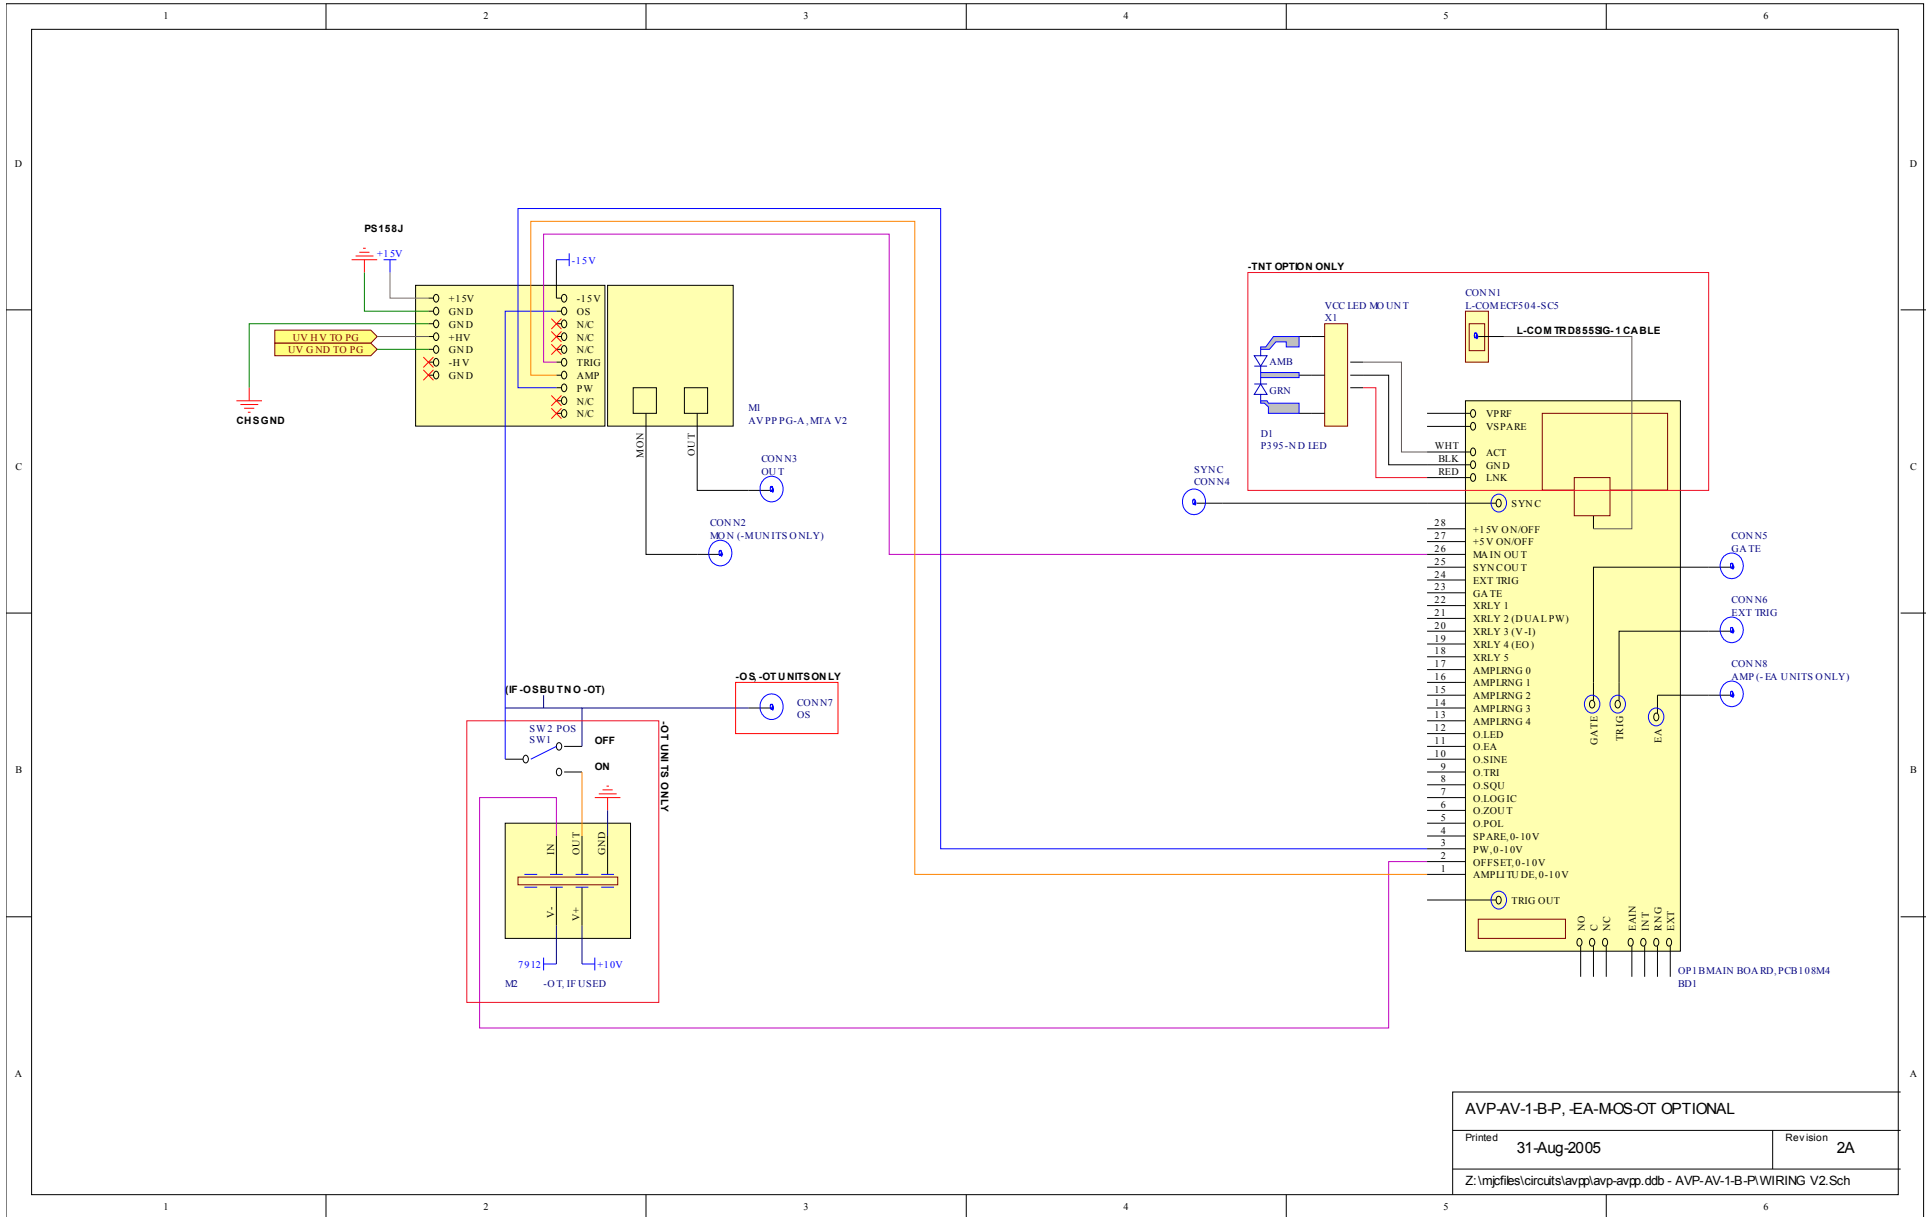 1 2 3 4 5 6
D D
PS158J
+15V
-15V
+15V
GND
GND
+HV
GND
-HV
GND
-15V
OS
N/C
N/C
N/C
TRIG
AMP
PW
N/C
N/C
UV HV TO PG
UV GND TO PG
CHSGND
MON
OUT
M1
AVPPPG-A, MTA V2
CONN3
OUT
CONN2
MON (-M UNITS ONLY)
-TNT OPTION ONLY
VCC LED MOUNT
X1
AMB
GRN
D1
P395-ND LED
CONN1
L-COM ECF504-SC5
L-COM TRD855SIG-1 CABLE
C C
VPRF
VSPARE
WHT ACT
BLK GND
RED LNK
SYNC
CONN4
SYNC
28 +15V ON/OFF
27 +5V ON/OFF
26 MAIN OUT
25 SYNC OUT
24 EXT TRIG
23 GATE
22 XRLY 1
21 XRLY 2 (DUAL PW)
20 XRLY 3 (V-I)
19 XRLY 4 (EO)
18 XRLY 5
17 AMPLRNG 0
16 AMPLRNG 1
15 AMPLRNG 2
14 AMPLRNG 3
13 AMPLRNG 4
12 O.LED
11 O.EA
10 O.SINE
9 O.TRI
8 O.SQU
7 O.LOGIC
6 O.ZOUT
5 O.POL
4 SPARE, 0-10V
3 PW, 0-10V
2 OFFSET, 0-10V
1 AMPLITUDE, 0-10V
TRIG OUT
GATE
TRIG
EA
CONN5
GATE
CONN6
EXT TRIG
CONN8
AMP (-EA UNITS ONLY)
NO
C
NC
EAIN
INT
RNG
EXT
OP1B MAIN BOARD, PCB108M4
BD1
(IF -OS BUT NO -OT)
-OS, -OT UNITS ONLY
CONN7
OS
SW2 POS
SW1
OFF
ON
-OT UNITS ONLY
B B
IN
OUT
GND
V-
V+
7912
+10V
M2
-OT, IF USED
A A
AVP-AV-1-B-P, -EA-M-OS-OT OPTIONAL
Printed 31-Aug-2005
Revision 2A
Z:\mjcfiles\circuits\avpp\avp-avpp.ddb - AVP-AV-1-B-P\WIRING V2.Sch
1 2 3 4 5 6